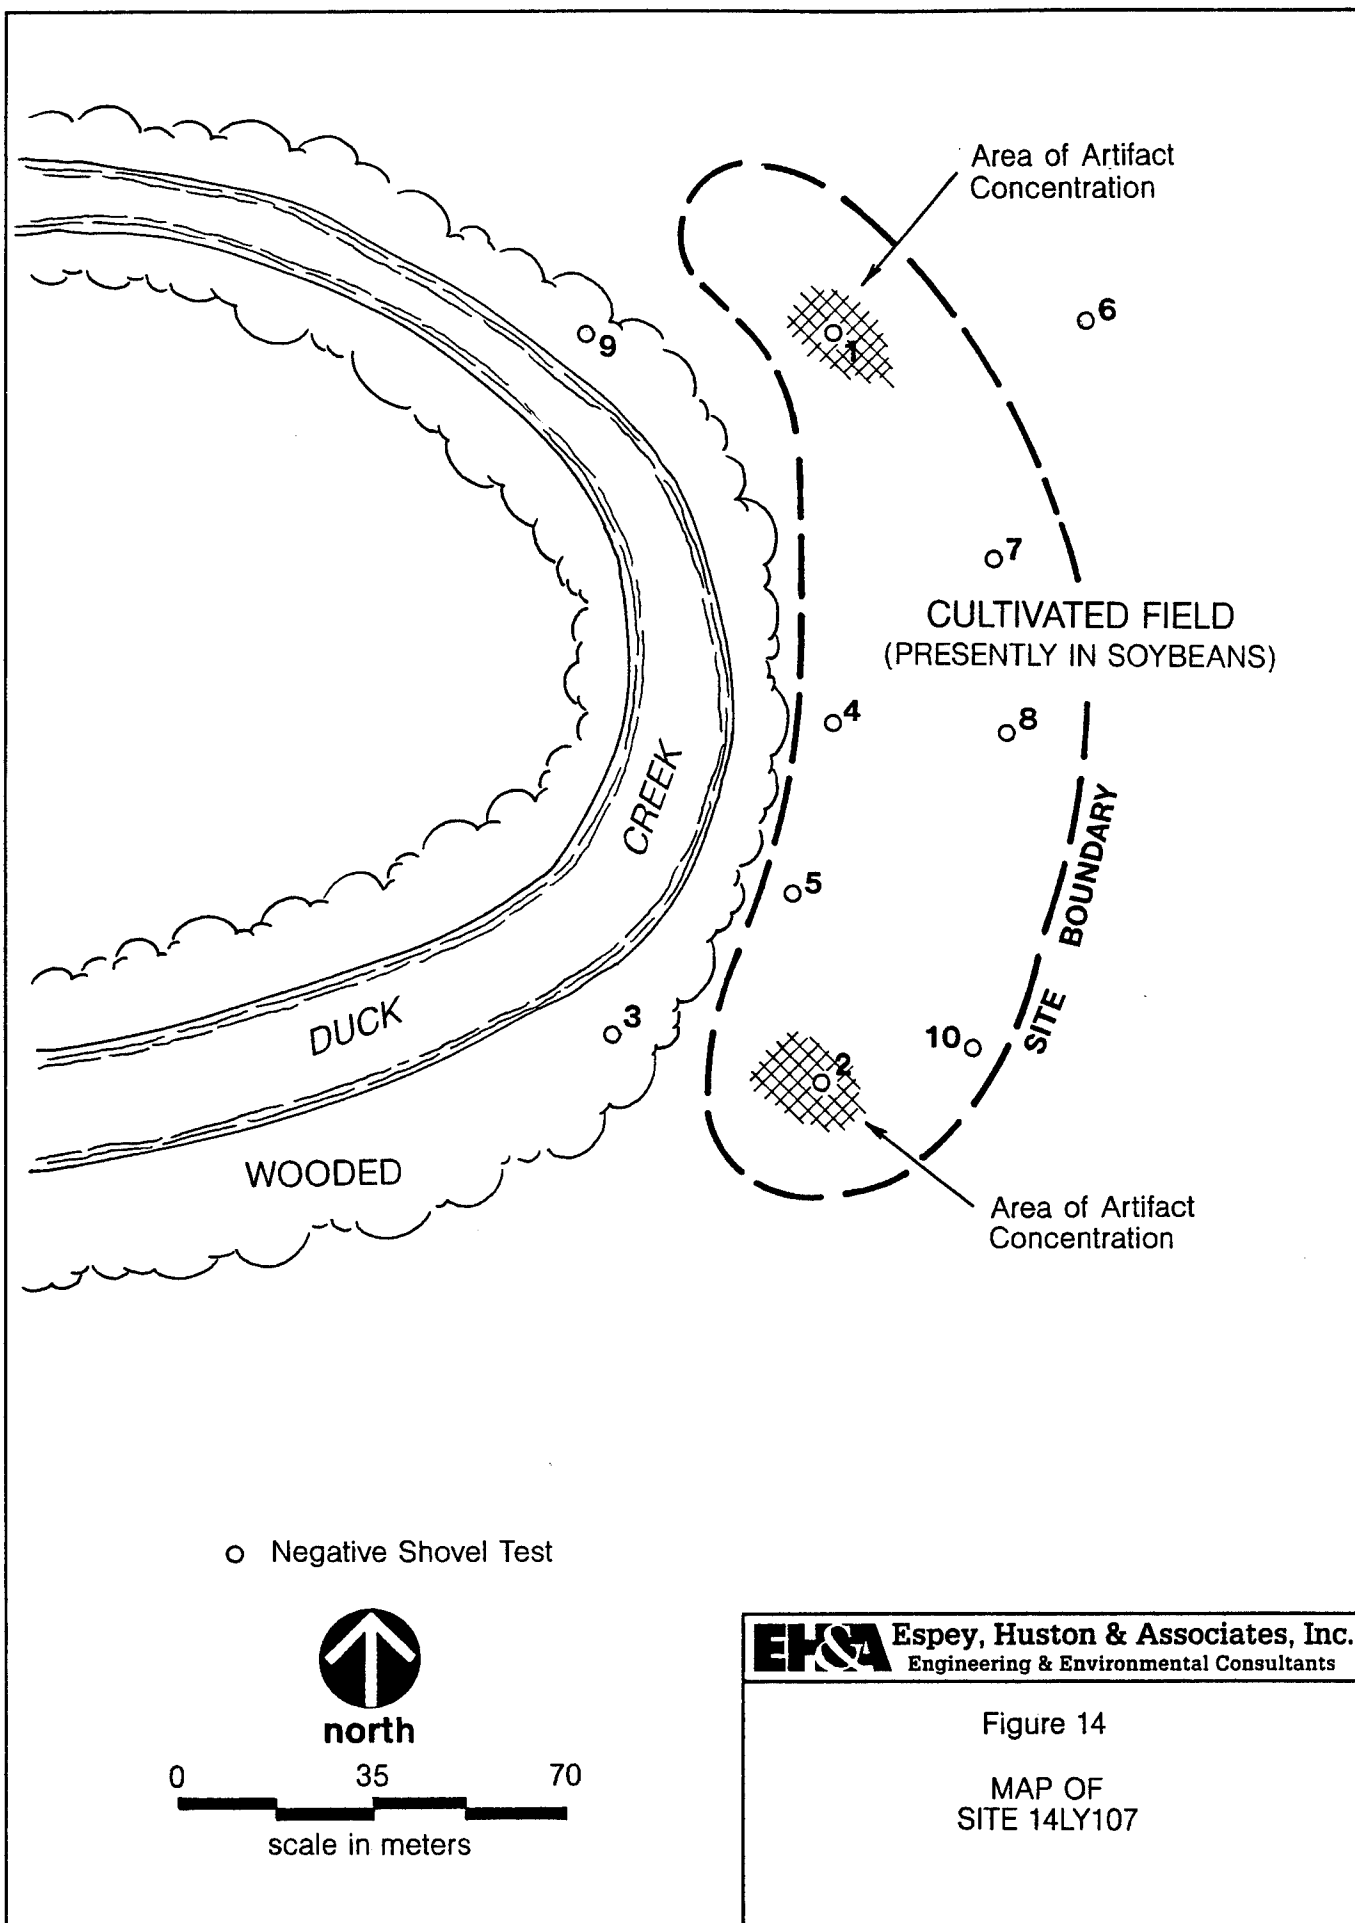 Area of Artifact
Concentration
6
9
1
7
CULTIVATED FIELD
(PRESENTLY IN SOYBEANS)
4
8
CREEK
5
SITE BOUNDARY
DUCK
3
10
2
WOODED
Area of Artifact
Concentration
Negative Shovel Test
north
0 35 70
scale in meters
EH&A Espey, Huston & Associates, Inc.
Engineering & Environmental Consultants
Figure 14
MAP OF
SITE 14LY107